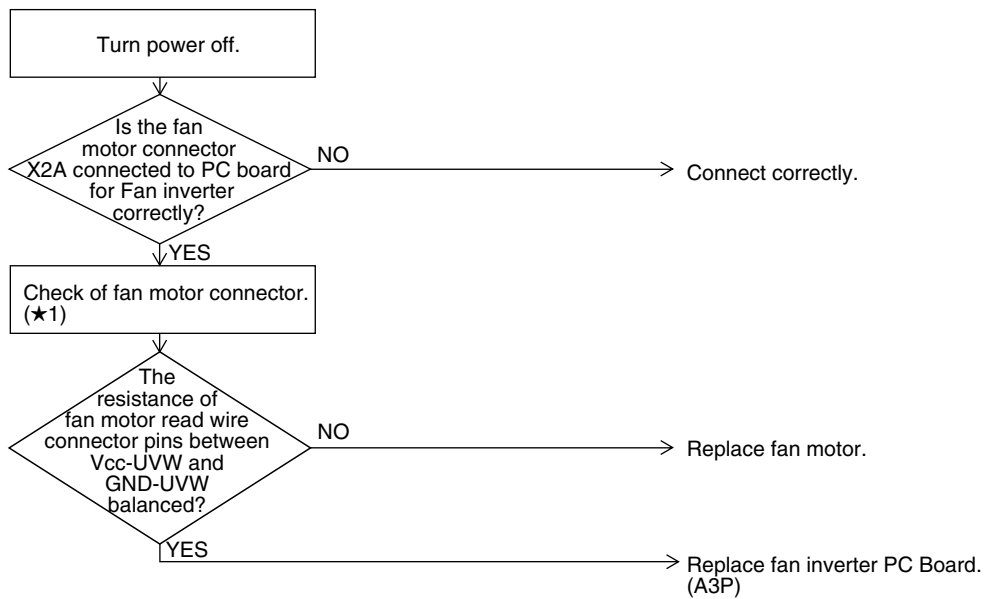 Turn power off.
Is the fan
motor connector
X2A connected to PC board
for Fan inverter
correctly?
NO
Connect correctly.
YES
Check of fan motor connector.
(★1)
The
resistance of
fan motor read wire
connector pins between
Vcc-UVW and
GND-UVW
balanced?
NO
Replace fan motor.
YES
Replace fan inverter PC Board.
(A3P)